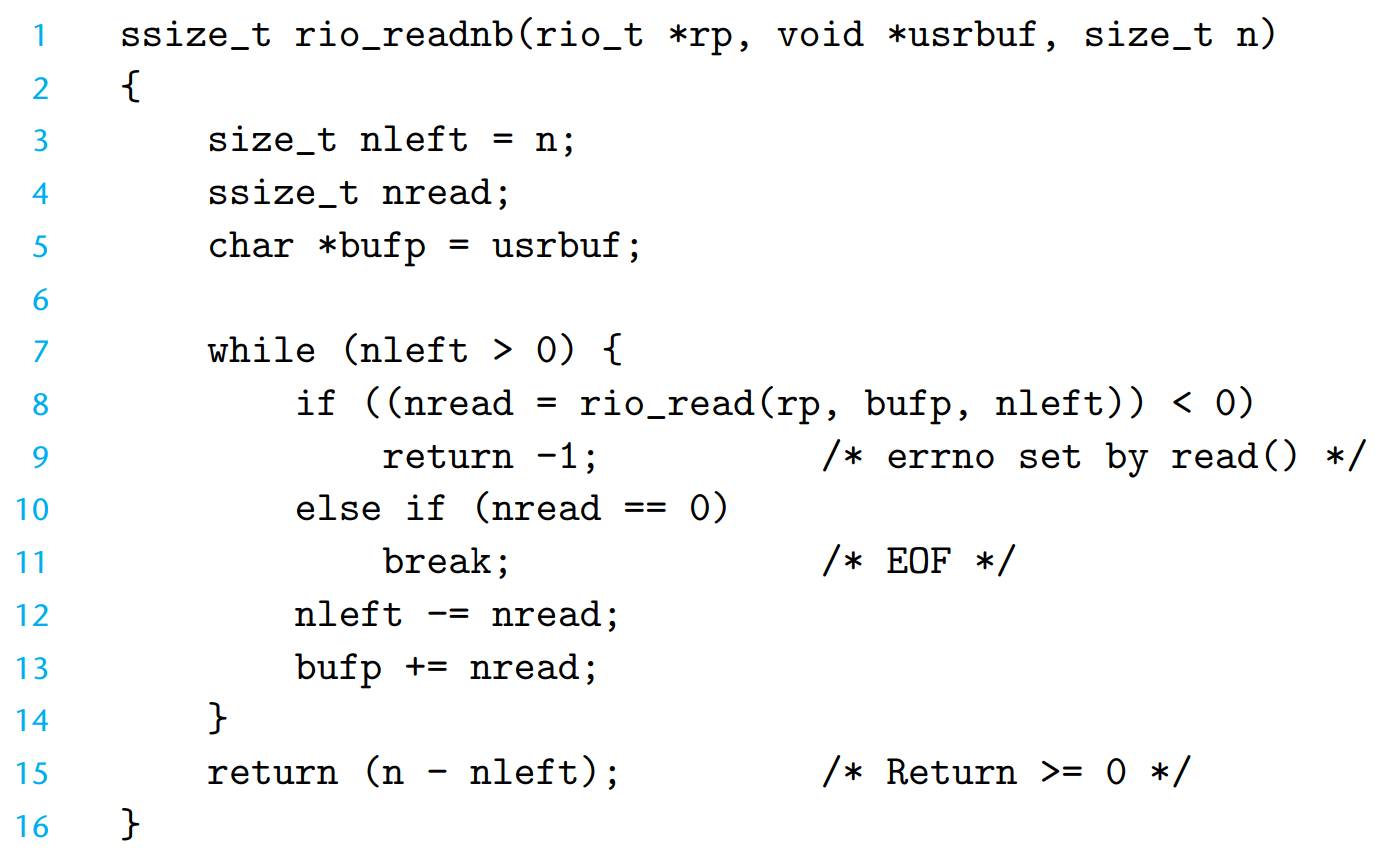 1 ssize_t rio_readnb(rio_t *rp, void *usrbuf, size_t n)
2 {
3 size_t nleft = n;
4 ssize_t nread;
5 char *bufp = usrbuf;
6
7 while (nleft > 0) {
8 if ((nread = rio_read(rp, bufp, nleft)) < 0)
9 return -1; /* errno set by read() */
10 else if (nread == 0)
11 break; /* EOF */
12 nleft -= nread;
13 bufp += nread;
14 }
15 return (n - nleft); /* Return >= 0 */
16 }